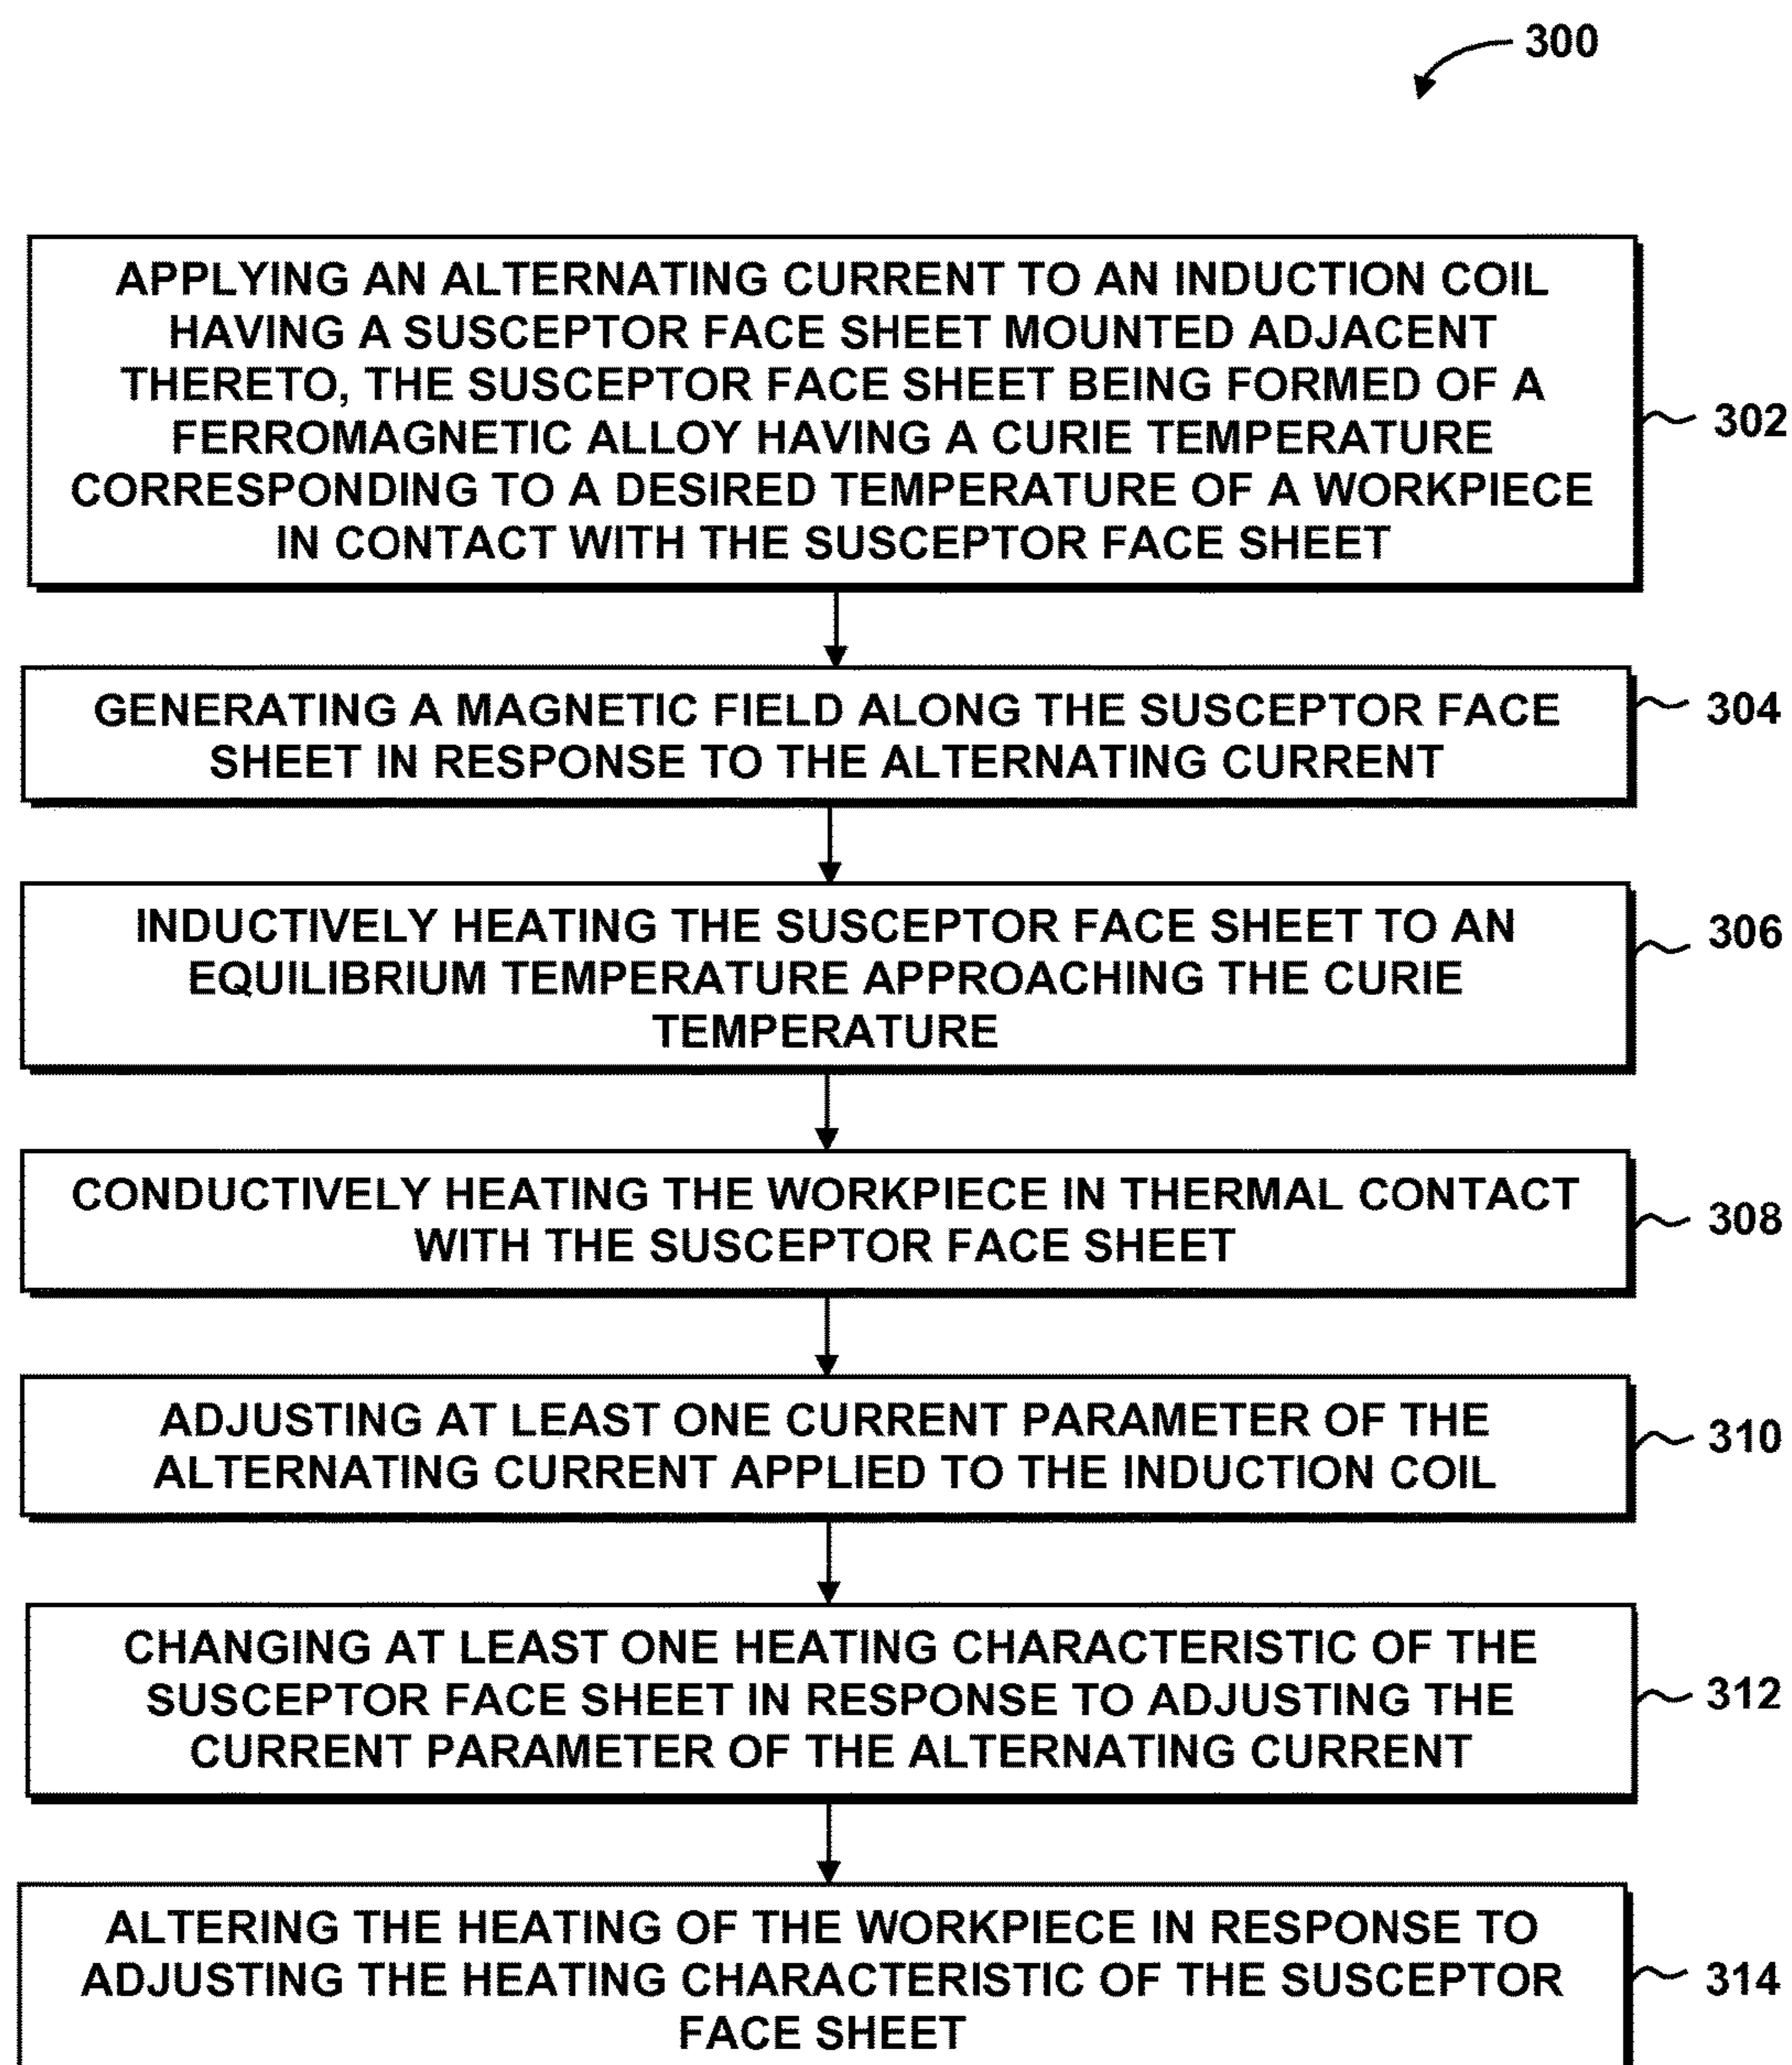 300
APPLYING AN ALTERNATING CURRENT TO AN INDUCTION COIL
HAVING A SUSCEPTOR FACE SHEET MOUNTED ADJACENT
THERETO, THE SUSCEPTOR FACE SHEET BEING FORMED OF A
FERROMAGNETIC ALLOY HAVING A CURIE TEMPERATURE
CORRESPONDING TO A DESIRED TEMPERATURE OF A WORKPIECE
IN CONTACT WITH THE SUSCEPTOR FACE SHEET
302
GENERATING A MAGNETIC FIELD ALONG THE SUSCEPTOR FACE
SHEET IN RESPONSE TO THE ALTERNATING CURRENT
304
INDUCTIVELY HEATING THE SUSCEPTOR FACE SHEET TO AN
EQUILIBRIUM TEMPERATURE APPROACHING THE CURIE
TEMPERATURE
306
CONDUCTIVELY HEATING THE WORKPIECE IN THERMAL CONTACT
WITH THE SUSCEPTOR FACE SHEET
308
ADJUSTING AT LEAST ONE CURRENT PARAMETER OF THE
ALTERNATING CURRENT APPLIED TO THE INDUCTION COIL
310
CHANGING AT LEAST ONE HEATING CHARACTERISTIC OF THE
SUSCEPTOR FACE SHEET IN RESPONSE TO ADJUSTING THE
CURRENT PARAMETER OF THE ALTERNATING CURRENT
312
ALTERING THE HEATING OF THE WORKPIECE IN RESPONSE TO
ADJUSTING THE HEATING CHARACTERISTIC OF THE SUSCEPTOR
FACE SHEET
314